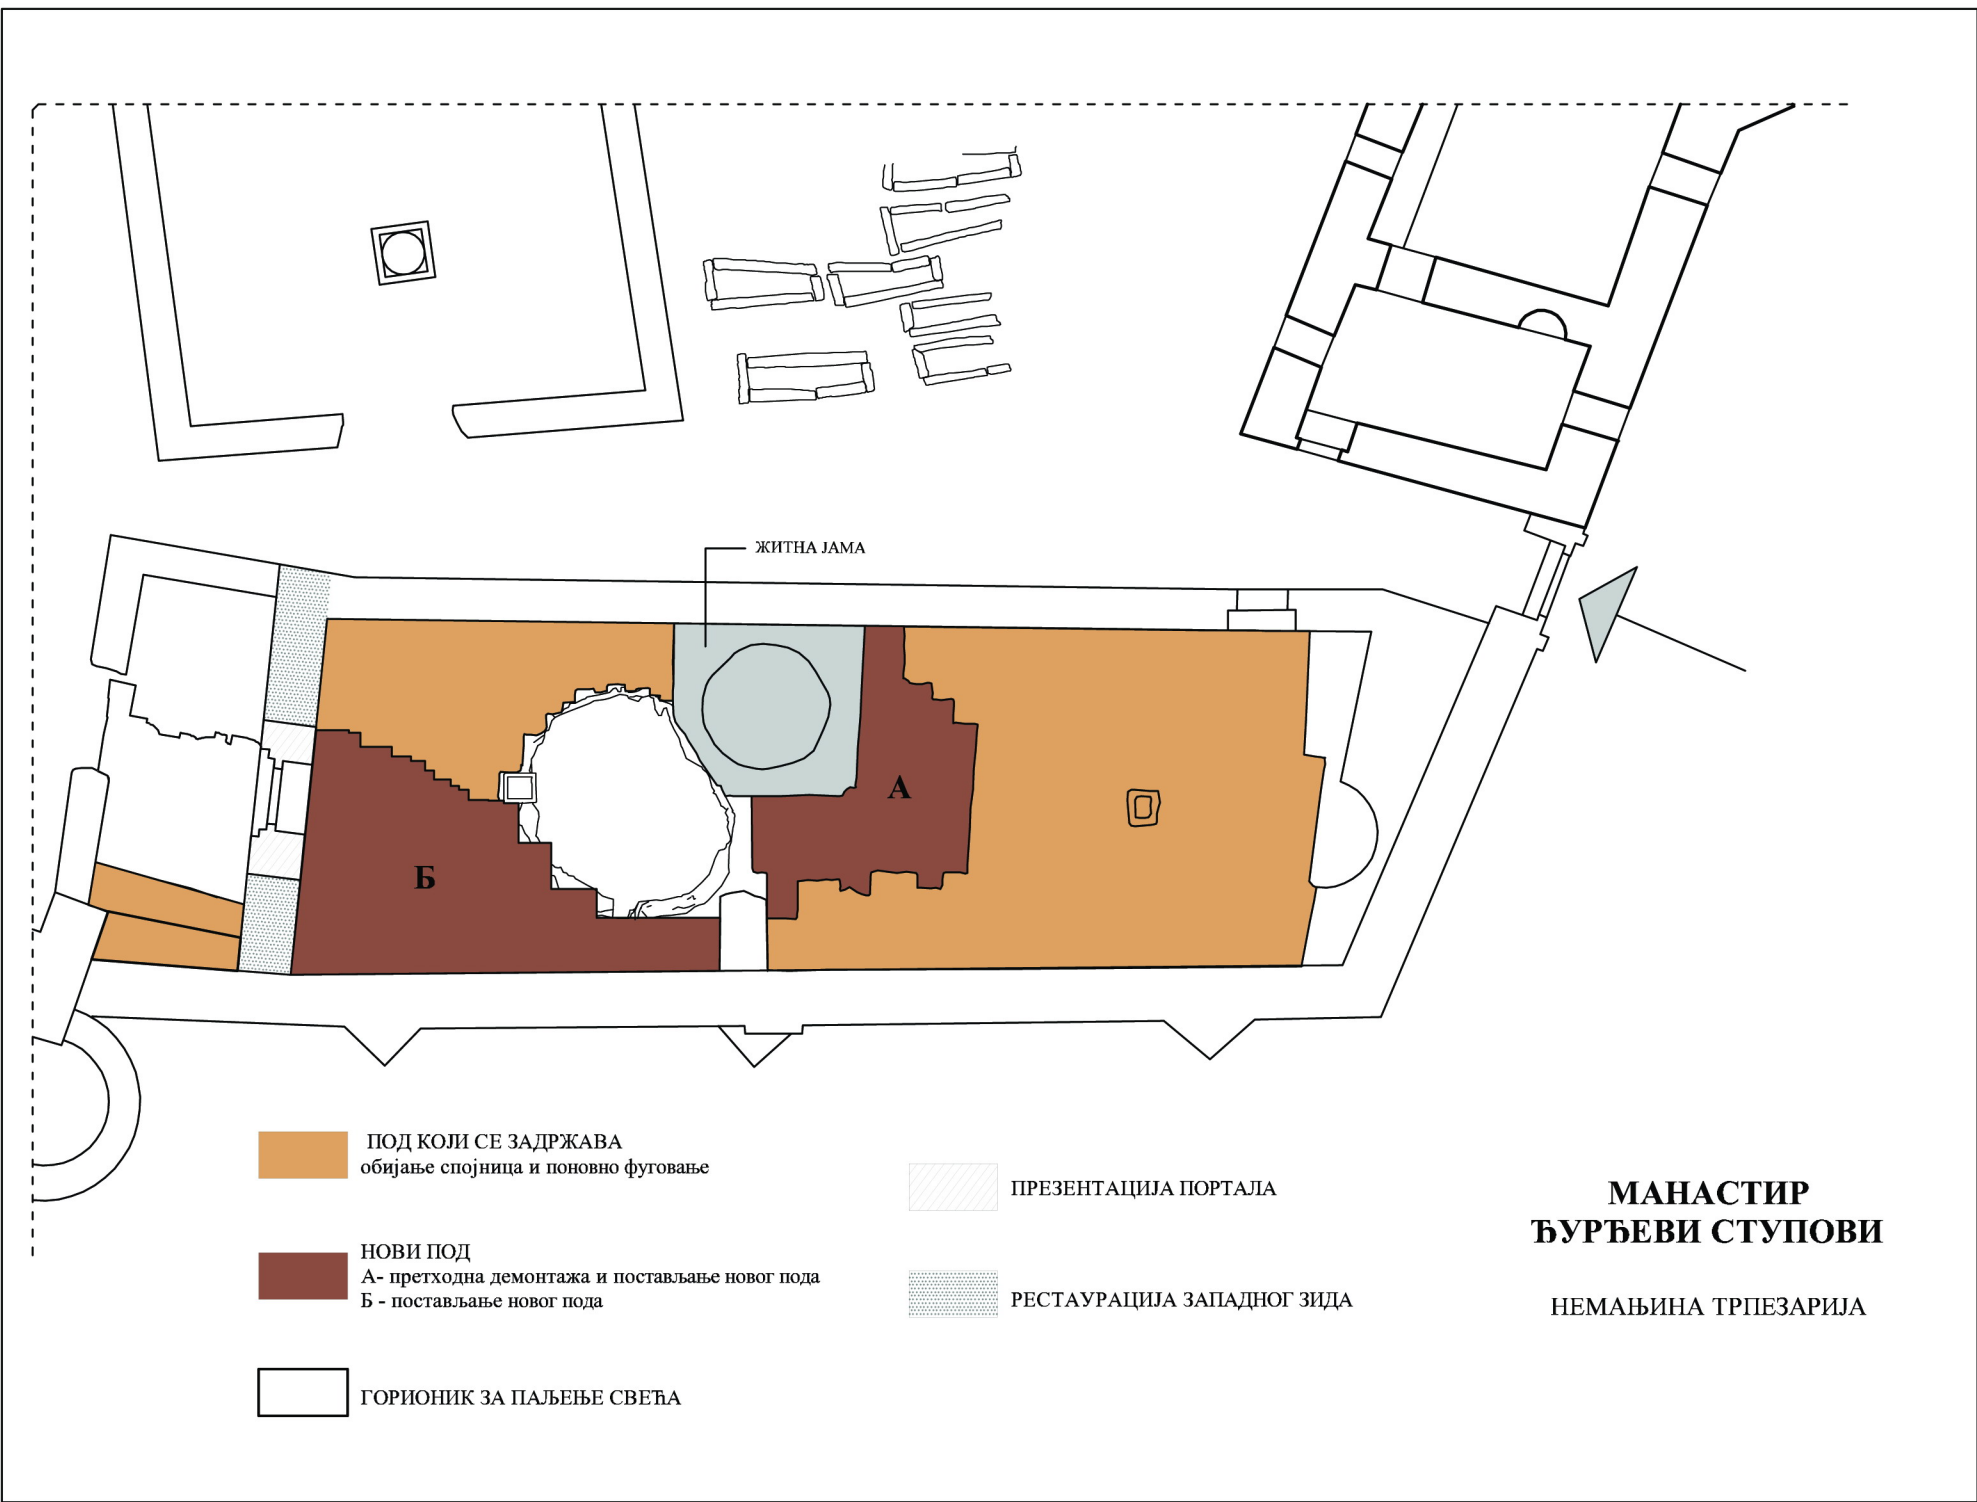 ЖИТНА ЈАМА
А
Б
ПОД КОЈИ СЕ ЗАДРЖАВА
обијање спојница и поновно фуговање
НОВИ ПОД
А- претходна демонтажа и постављање новог пода
Б - постављање новог пода
ГОРИОНИК ЗА ПАЉЕЊЕ СВЕЋА
ПРЕЗЕНТАЦИЈА ПОРТАЛА
РЕСТАУРАЦИЈА ЗАПАДНОГ ЗИДА
МАНАСТИР
ЂУРЂЕВИ СТУПОВИ
НЕМАЊИНА ТРПЕЗАРИЈА